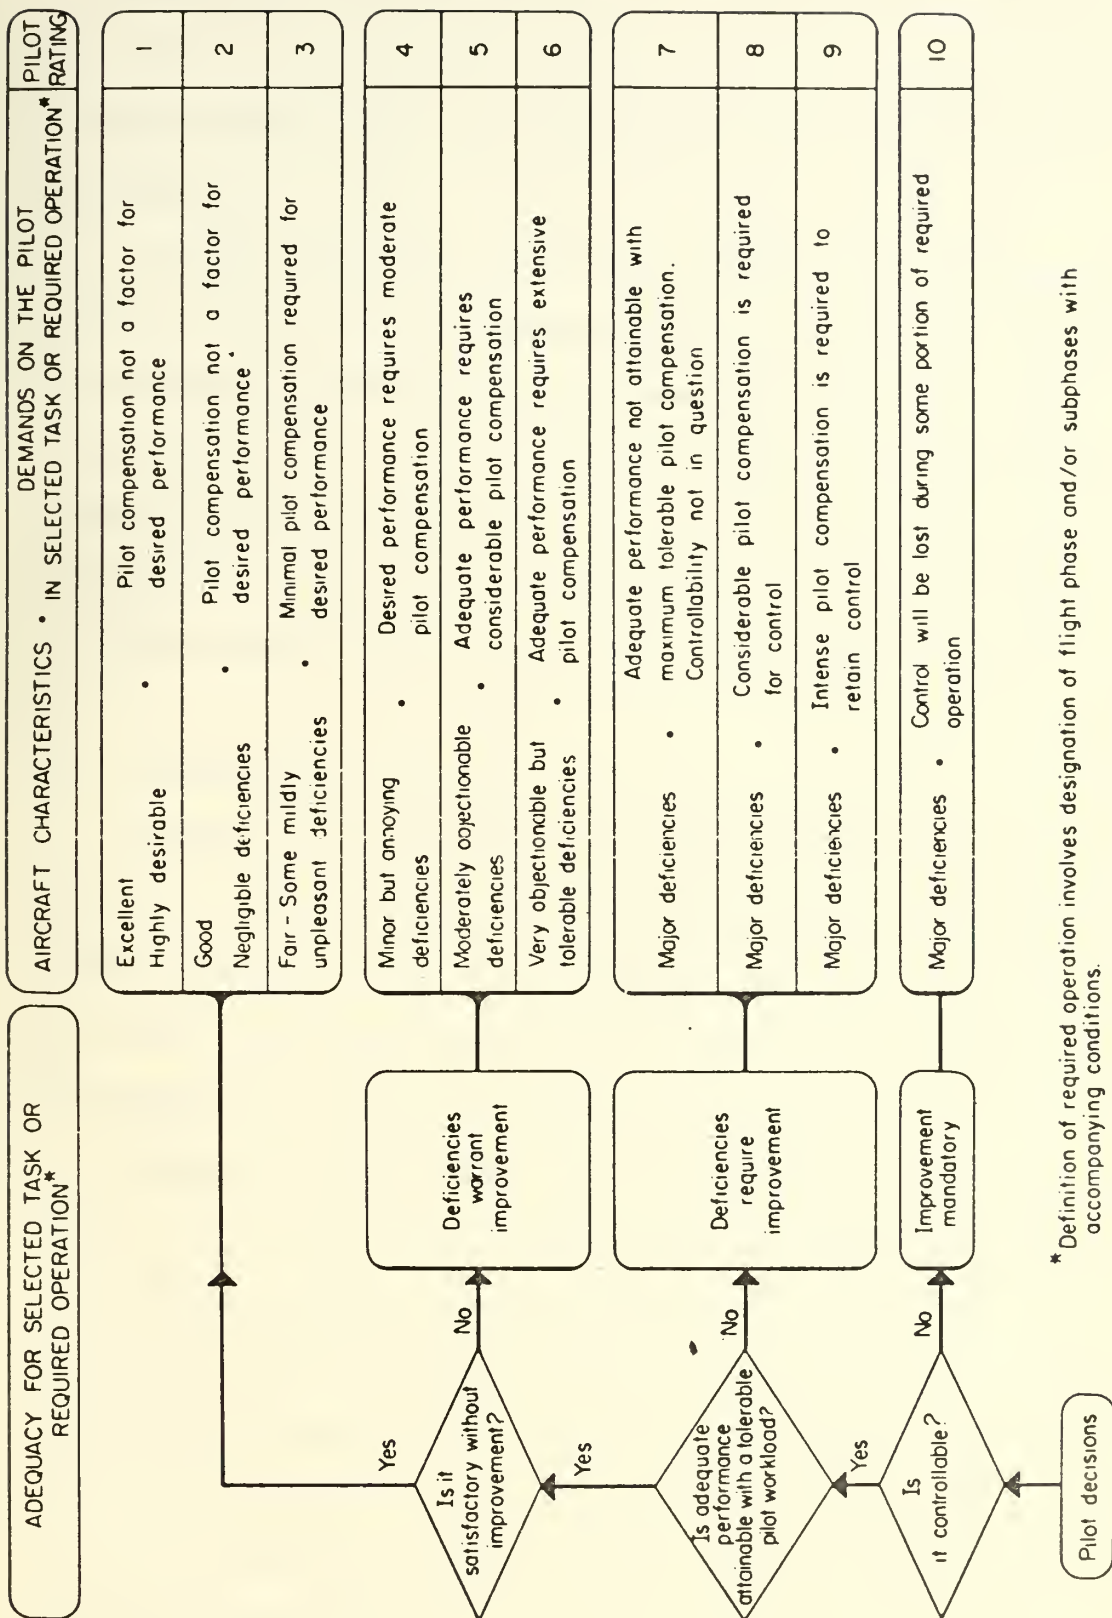 ADEQUACY FOR SELECTED TASK OR
REQUIRED OPERATION*
AIRCRAFT CHARACTERISTICS •
DEMANDS ON THE PILOT
IN SELECTED TASK OR REQUIRED OPERATION*
PILOT
RATING
Excellent
Highly desirable
•
Pilot compensation not a factor for
desired performance
1
Good
Negligible deficiencies
•
Pilot compensation not a factor for
desired performance
2
Fair - Some mildly
unpleasant deficiencies
•
Minimal pilot compensation required for
desired performance
3
Yes
Is it
satisfactory without
improvement?
No
Deficiencies
warrant
improvement
Minor but annoying
deficiencies
•
Desired performance requires moderate
pilot compensation
4
Moderately objectionable
deficiencies
•
Adequate performance requires
considerable pilot compensation
5
Very objectionable but
tolerable deficiencies
•
Adequate performance requires extensive
pilot compensation
6
Yes
Is adequate
performance
attainable with a tolerable
pilot workload?
No
Deficiencies
require
improvement
Major deficiencies
•
Adequate performance not attainable with
maximum tolerable pilot compensation.
Controllability not in question
7
Major deficiencies
•
Considerable pilot compensation is required
for control
8
Major deficiencies
•
Intense pilot compensation is required to
retain control
9
Yes
Is
it controllable?
No
Improvement
mandatory
Major deficiencies
•
Control will be lost during some portion of required
operation
10
Pilot decisions
*Definition of required operation involves designation of flight phase and/or subphases with
accompanying conditions.